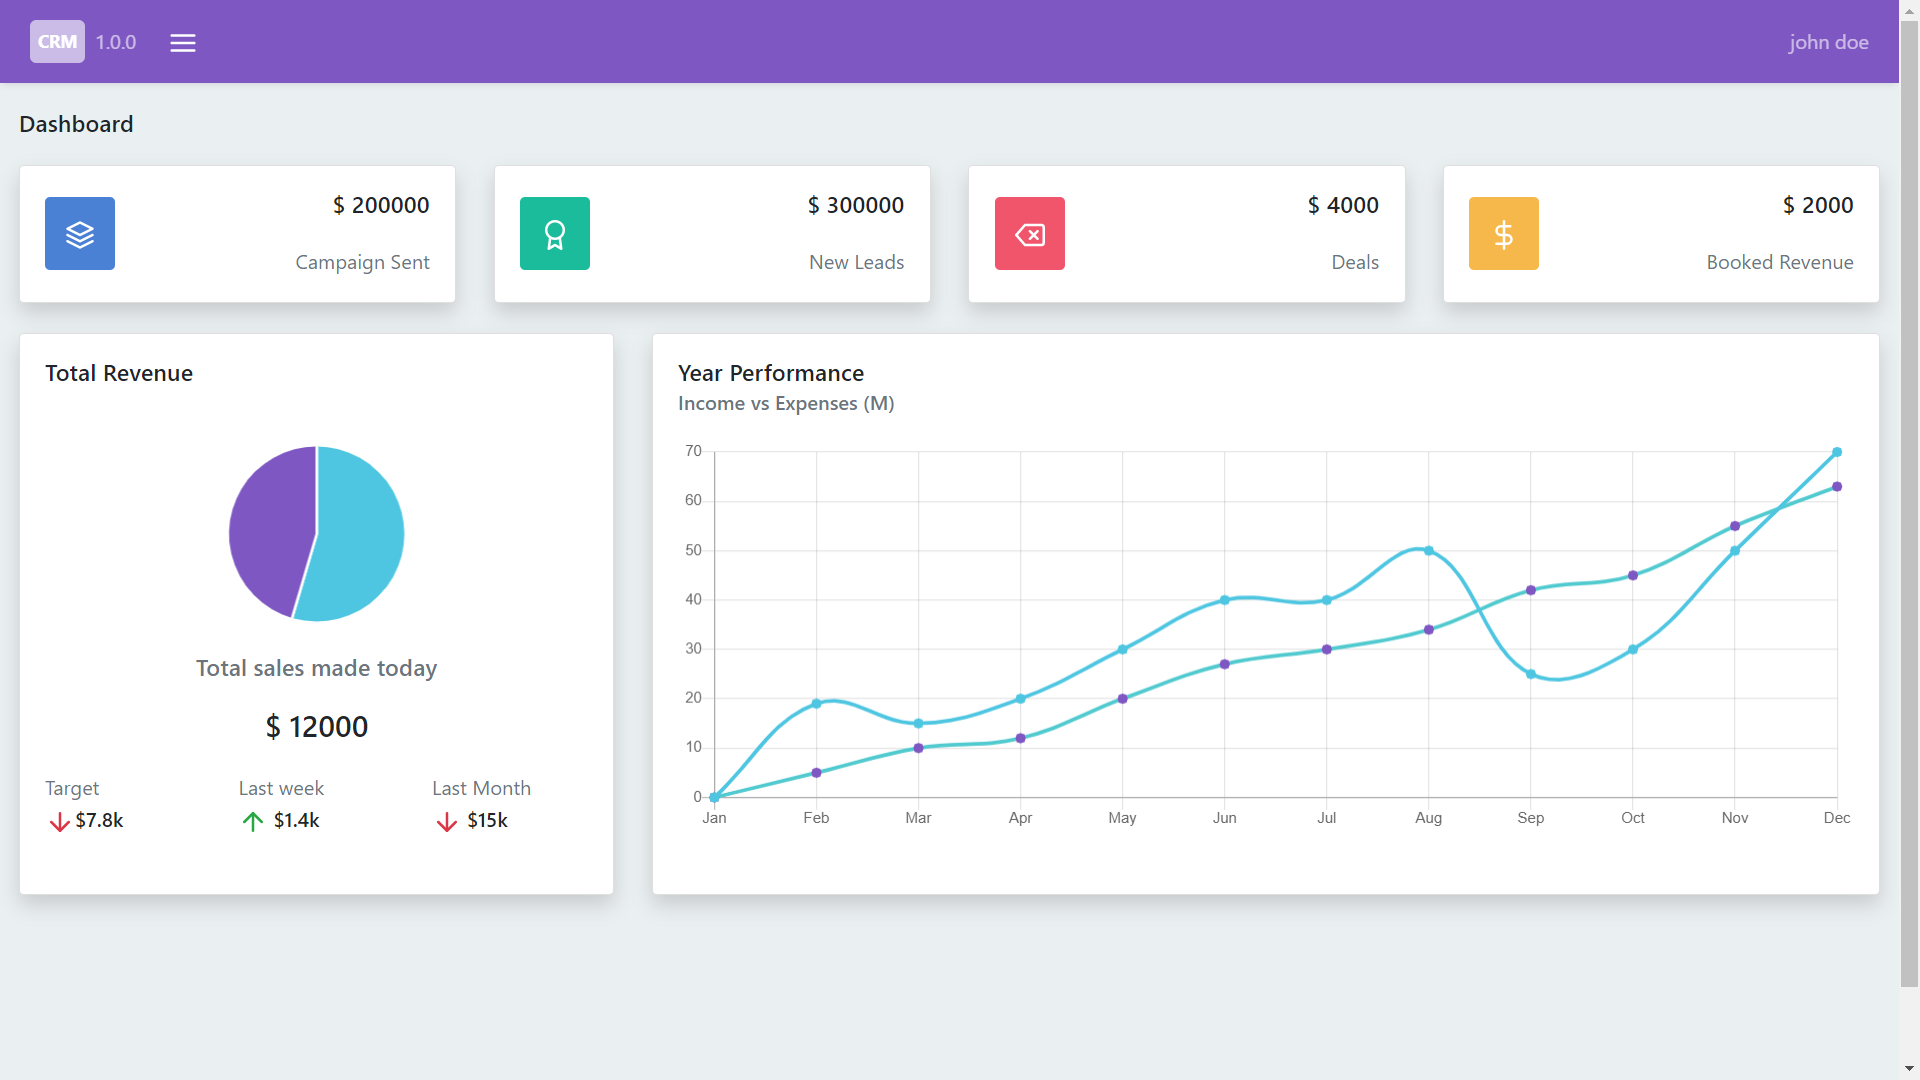 CRM 1.0.0
john doe
Dashboard
$ 200000
Campaign Sent
$ 300000
New Leads
$ 4000
Deals
$ 2000
Booked Revenue
Total Revenue
Total sales made today
$ 12000
Target
Last week
Last Month
$7.8k
$1.4k
$15k
Year Performance
Income vs Expenses (M)
70
60
50
40
30
20
10
0
Jan Feb Mar Apr May Jun Jul Aug Sep Oct Nov Dec